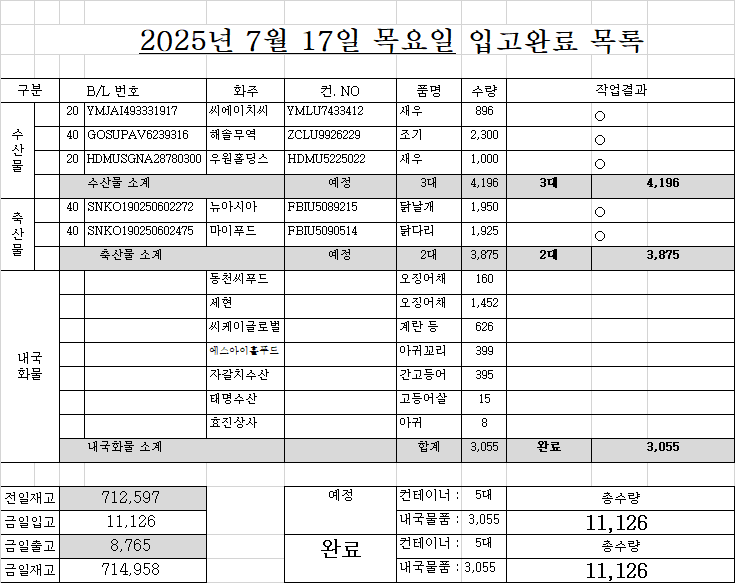 2025년 7월 17일 목요일 입고완료 목록
구분 B/L 번호 화주 컨. NO 품명 수량 작업결과
수산물
20 YMJAI493331917 씨에이치씨 YMLU7433412 새우 896 ○
40 GOSUPAV6239316 해솔무역 ZCLU9926229 조기 2,300 ○
20 HDMUSGNA28780300 우원홀딩스 HDMU5225022 새우 1,000 ○
수산물 소계 예정 3대 4,196 3대 4,196
축산물
40 SNKO190250602272 뉴아시아 FBIU5089215 닭날개 1,950 ○
40 SNKO190250602475 마이푸드 FBIU5090514 닭다리 1,925 ○
축산물 소계 예정 2대 3,875 2대 3,875
내국화물
동천씨푸드 오징어채 160
세현 오징어채 1,452
씨케이글로벌 계란 등 626
에스아이홀푸드 아귀꼬리 399
자갈치수산 간고등어 395
태명수산 고등어살 15
효진상사 아귀 8
내국화물 소계 합계 3,055 완료 3,055
전일재고 712,597 예정 컨테이너 : 5대 총수량
금일입고 11,126 내국물품 : 3,055 11,126
금일출고 8,765 완료 컨테이너 : 5대 총수량
금일재고 714,958 내국물품 : 3,055 11,126